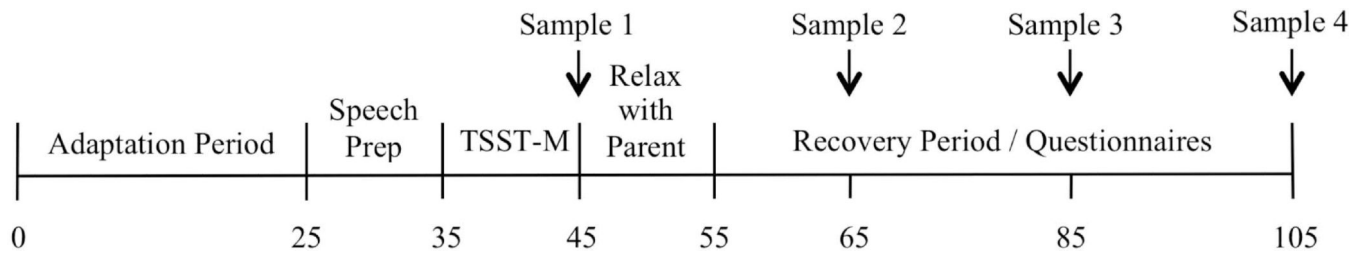 Sample 1
Sample 2
Sample 3
Sample 4
Adaptation Period
Speech
Prep
TSST-M
Relax
with
Parent
Recovery Period / Questionnaires
0
25
35
45
55
65
85
105